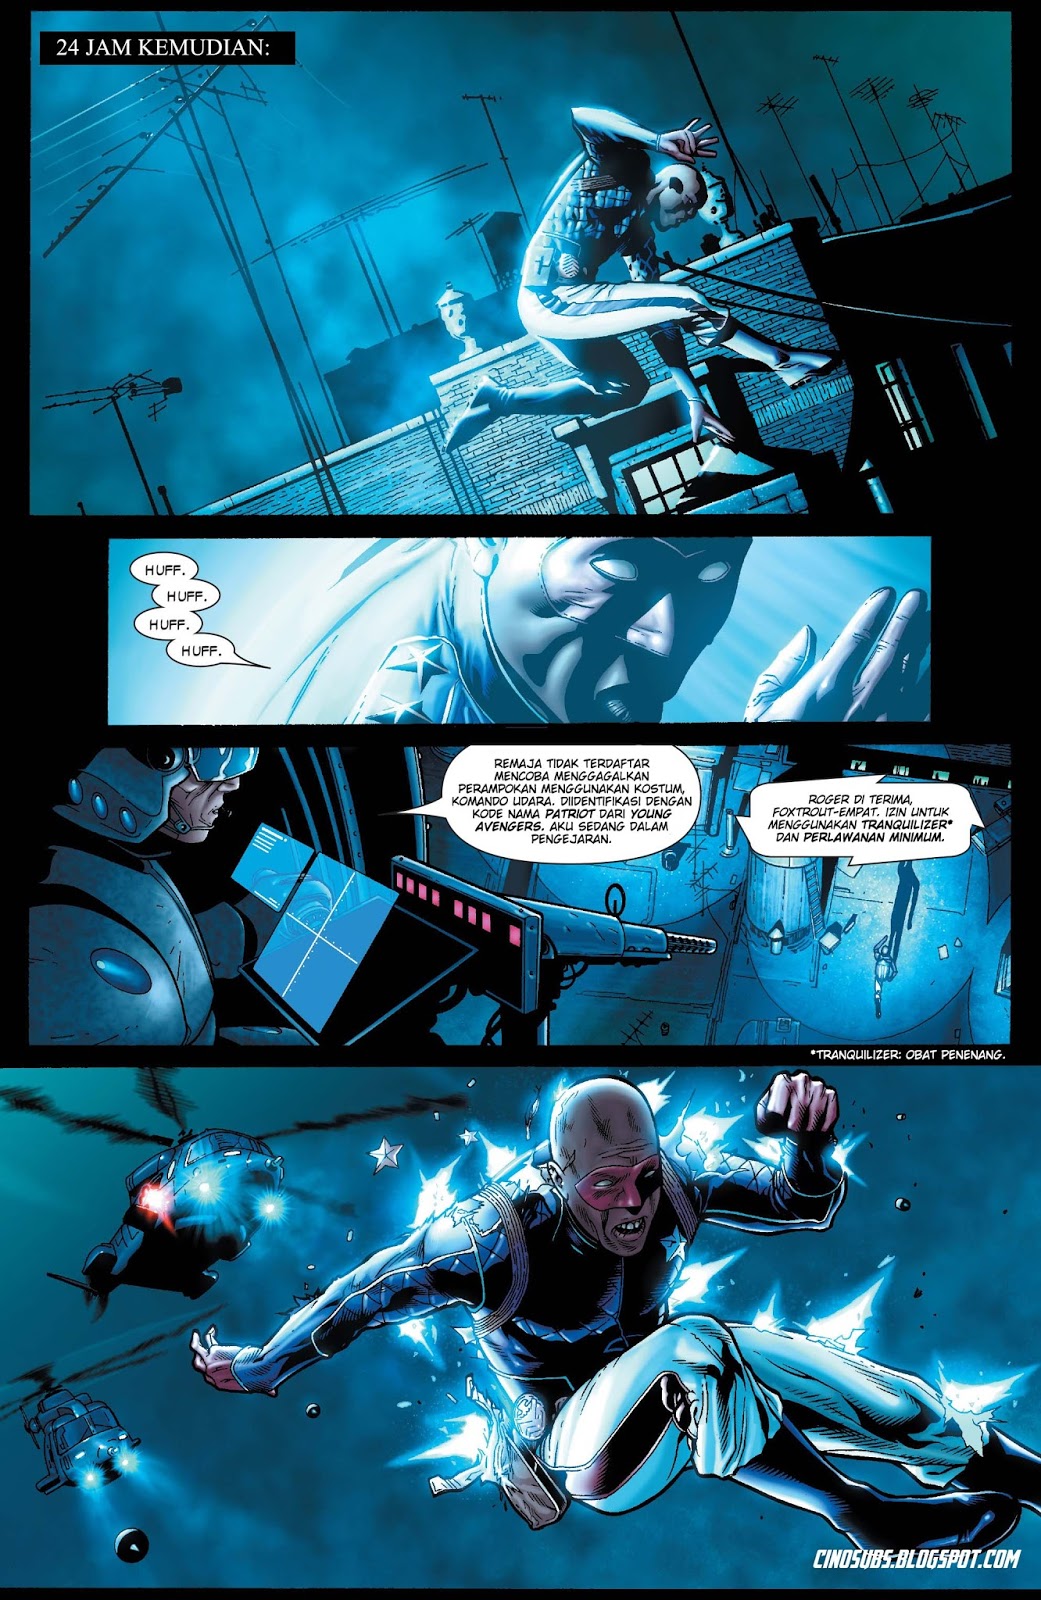 24 JAM KEMUDIAN:
HUFF.
HUFF.
HUFF.
HUFF.
REMAJA TIDAK TERDAFTAR
MENCOBA MENGGAGALKAN
PERAMPOKAN MENGGUNAKAN KOSTUM,
KOMANDO UDARA. DIIDENTIFIKASI DENGAN
KODE NAMA PATRIOT DARI YOUNG
AVENGERS. AKU SEDANG DALAM
PENGEJARAN.
ROGER DI TERIMA,
FOXTROUT-EMPAT. IZIN UNTUK
MENGGUNAKAN TRANQUILIZER*
DAN PERLAWANAN MINIMUM.
*TRANQUILIZER: OBAT PENENANG.
CINOSUBS.BLOGSPOT.COM